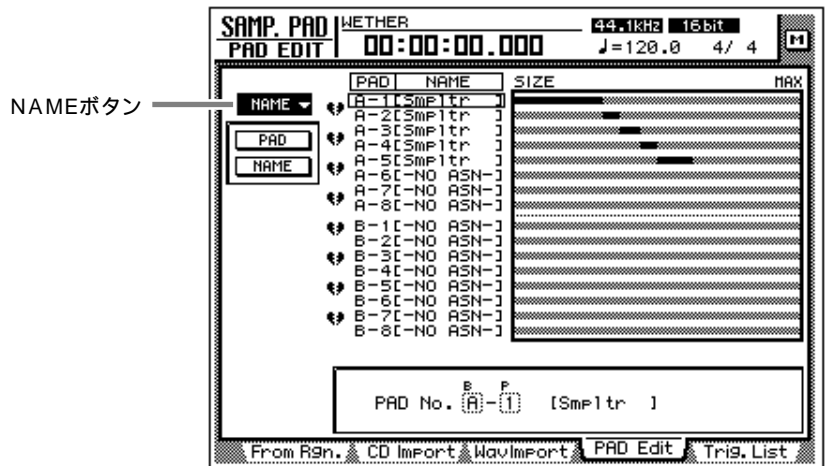 SAMP. PAD
PAD EDIT
WETHER
00:00:00.000
44.1kHz 16bit
♩=120.0 4/ 4
M
NAMEボタン
NAME
PAD
NAME
PAD NAME SIZE MAX
A-1[Smpltr ]
A-2[Smpltr ]
A-3[Smpltr ]
A-4[Smpltr ]
A-5[Smpltr ]
A-6[-NO ASN-]
A-7[-NO ASN-]
A-8[-NO ASN-]
B-1[-NO ASN-]
B-2[-NO ASN-]
B-3[-NO ASN-]
B-4[-NO ASN-]
B-5[-NO ASN-]
B-6[-NO ASN-]
B-7[-NO ASN-]
B-8[-NO ASN-]
B P
PAD No. A-1 [Smpltr ]
From Rgn. CD Import WavImport PAD Edit Trig. List